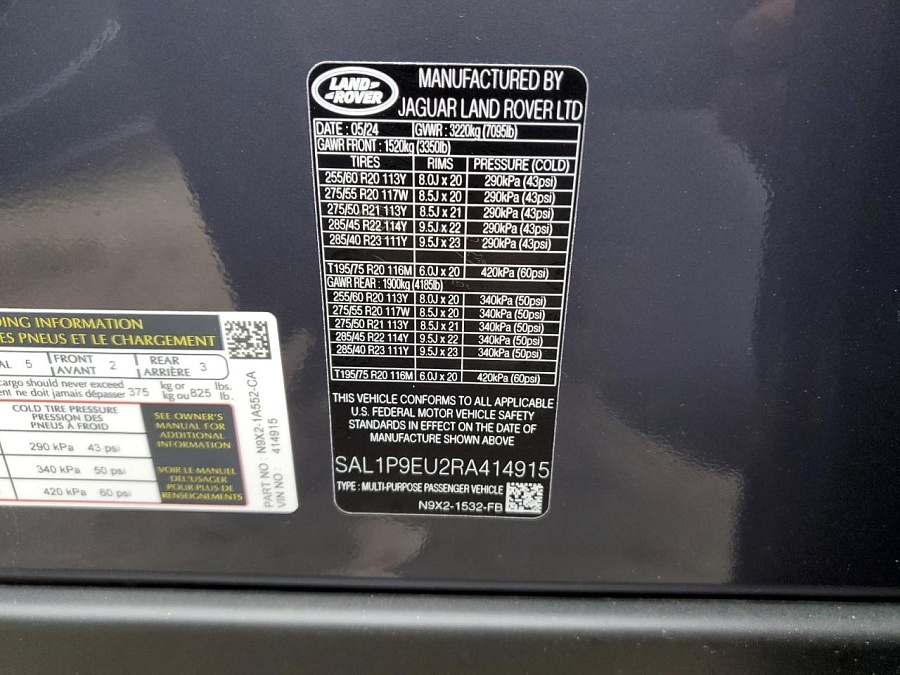 LAND ROVER
MANUFACTURED BY
JAGUAR LAND ROVER LTD
DATE : 05/24 GVWR : 3220kg (7095lb)
GAWR FRONT : 1520kg (3350lb)
TIRES RIMS PRESSURE (COLD)
255/60 R20 113Y 8.0J x 20 290kPa (43psi)
275/55 R20 117W 8.5J x 20 290kPa (43psi)
275/50 R21 113Y 8.5J x 21 290kPa (43psi)
285/45 R22 114Y 9.5J x 22 290kPa (43psi)
285/40 R23 111Y 9.5J x 23 290kPa (43psi)
T195/75 R20 116M 6.0J x 20 420kPa (60psi)
GAWR REAR : 1900kg (4185lb)
255/60 R20 113Y 8.0J x 20 340kPa (50psi)
275/55 R20 117W 8.5J x 20 340kPa (50psi)
275/50 R21 113Y 8.5J x 21 340kPa (50psi)
285/45 R22 114Y 9.5J x 22 340kPa (50psi)
285/40 R23 111Y 9.5J x 23 340kPa (50psi)
T195/75 R20 116M 6.0J x 20 420kPa (60psi)
THIS VEHICLE CONFORMS TO ALL APPLICABLE
U.S. FEDERAL MOTOR VEHICLE SAFETY
STANDARDS IN EFFECT ON THE DATE OF
MANUFACTURE SHOWN ABOVE
SAL1P9EU2RA414915
TYPE : MULTI-PURPOSE PASSENGER VEHICLE
N9X2-1532-FB
INFORMATION
ES PNEUS ET LE CHARGEMENT
5 FRONT 2 REAR 3
AVANT ARRIÈRE
cargo should never exceed 375 kg or 825 lbs.
ent ne doit jamais dépasser kg ou lb.
COLD TIRE PRESSURE
PRESSION DES
PNEUS À FROID
290 kPa 43 psi
340 kPa 50 psi
420 kPa 60 psi
SEE OWNER'S
MANUAL FOR
ADDITIONAL
INFORMATION
VOIR LE MANUEL
DE L'USAGER
POUR PLUS DE
RENSEIGNEMENTS
PART NO : N9X2-1A552-CA
VIN NO : 414915